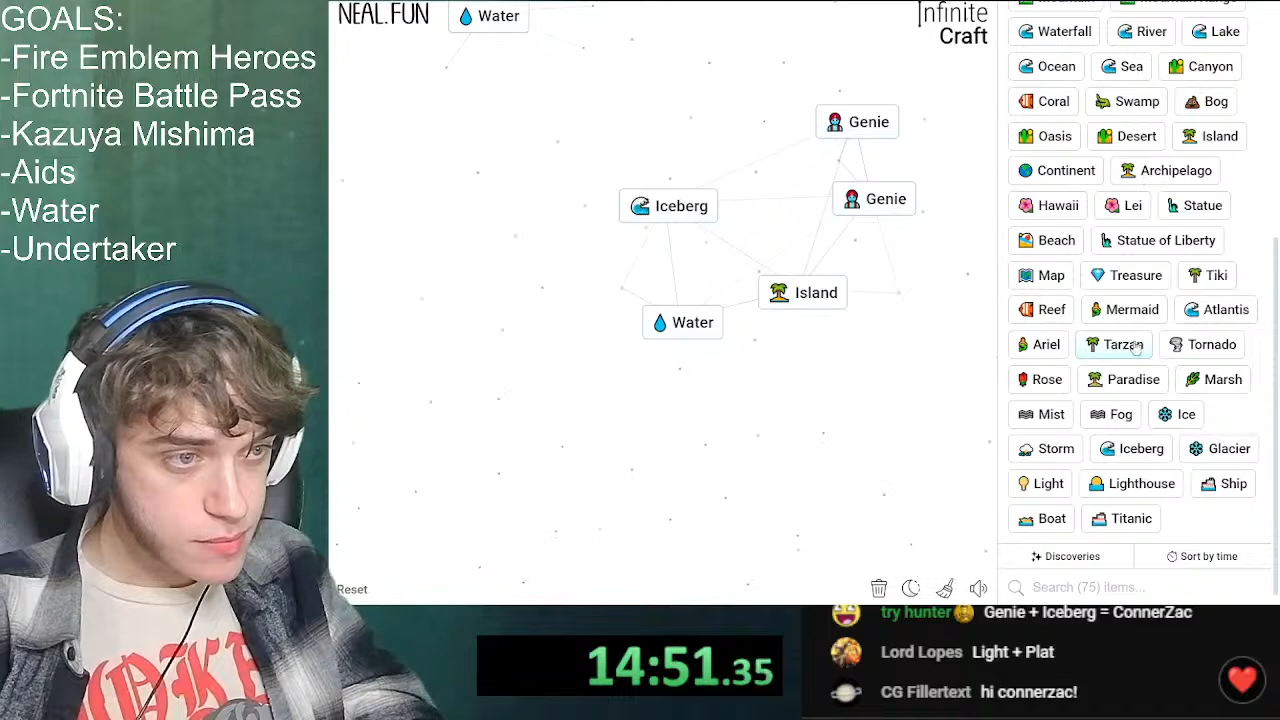 GOALS:
-Fire Emblem Heroes
-Fortnite Battle Pass
-Kazuya Mishima
-Aids
-Water
-Undertaker
NEAL.FUN
Water
Infinite
Craft
Genie
Genie
Iceberg
Island
Water
Waterfall River Lake
Ocean Sea Canyon
Coral Swamp Bog
Oasis Desert Island
Continent Archipelago
Hawaii Lei Statue
Beach Statue of Liberty
Map Treasure Tiki
Reef Mermaid Atlantis
Ariel Tarzan Tornado
Rose Paradise Marsh
Mist Fog Ice
Storm Iceberg Glacier
Light Lighthouse Ship
Boat Titanic
Discoveries Sort by time
Search (75) items...
Reset
14:51.35
try hunter Genie + Iceberg = ConnerZac
Lord Lopes Light + Plat
CG Fillertext hi connerzac!